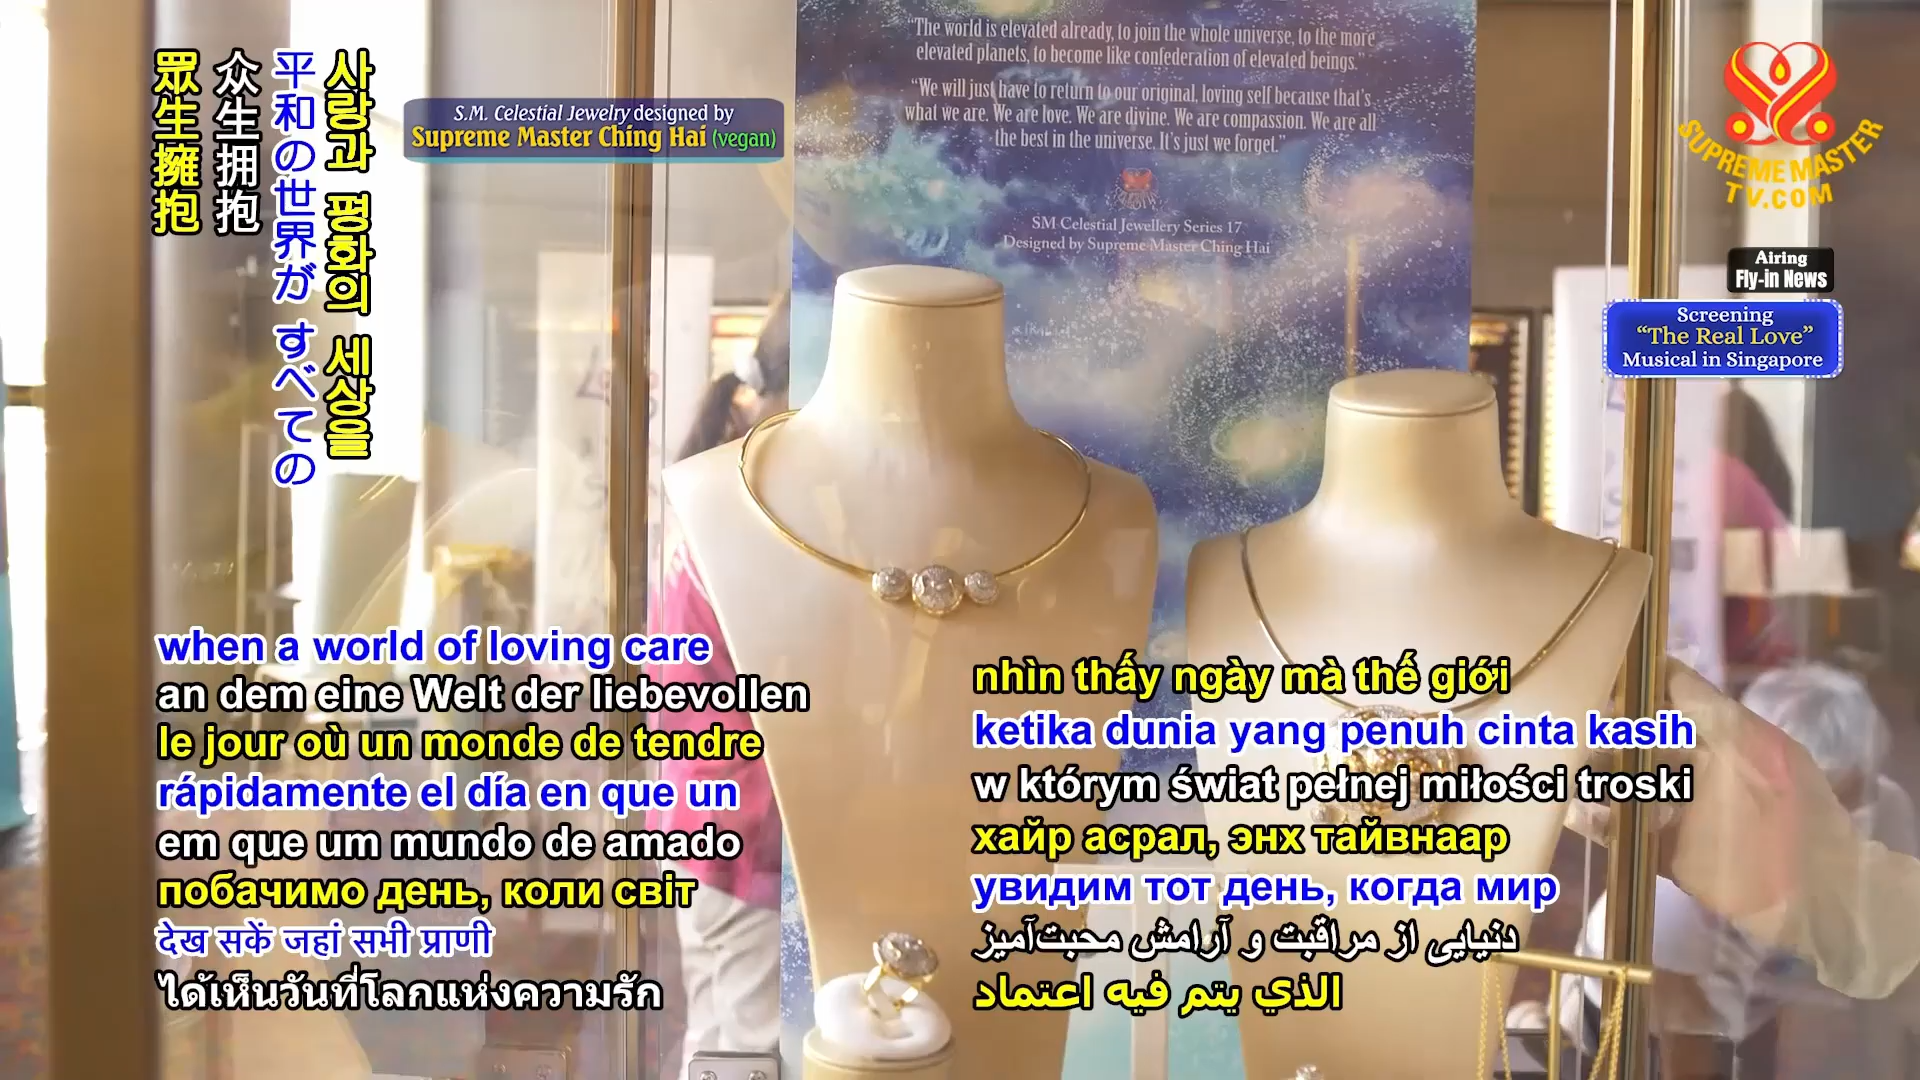 "The world is elevated already, to join the whole universe, to the more
elevated planets, to become like confederation of elevated beings."
"We will just have to return to our original, loving self because that's
what we are. We are love. We are divine. We are compassion. We are all
the best in the universe. It's just we forget."
SM Celestial Jewellery Series 17
Designed by Supreme Master Ching Hai
S.M. Celestial Jewelry designed by
Supreme Master Ching Hai (vegan)
SUPREME MASTER
TV.COM
Airing
Fly-in News
Screening
“The Real Love”
Musical in Singapore
사랑과 평화의 세상을
平和の世界が すべての
众生拥抱
眾生擁抱
when a world of loving care
an dem eine Welt der liebevollen
le jour où un monde de tendre
rápidamente el día en que un
em que um mundo de amado
побачимо день, коли світ
देख सकें जहां सभी प्राणी
ได้เห็นวันที่โลกแห่งความรัก
nhìn thấy ngày mà thế giới
ketika dunia yang penuh cinta kasih
w którym świat pełnej miłości troski
хайр асрал, энх тайвнаар
увидим тот день, когда мир
دنیایی از مراقبت و آرامش محبت‌آمیز
الذي يتم فيه اعتماد